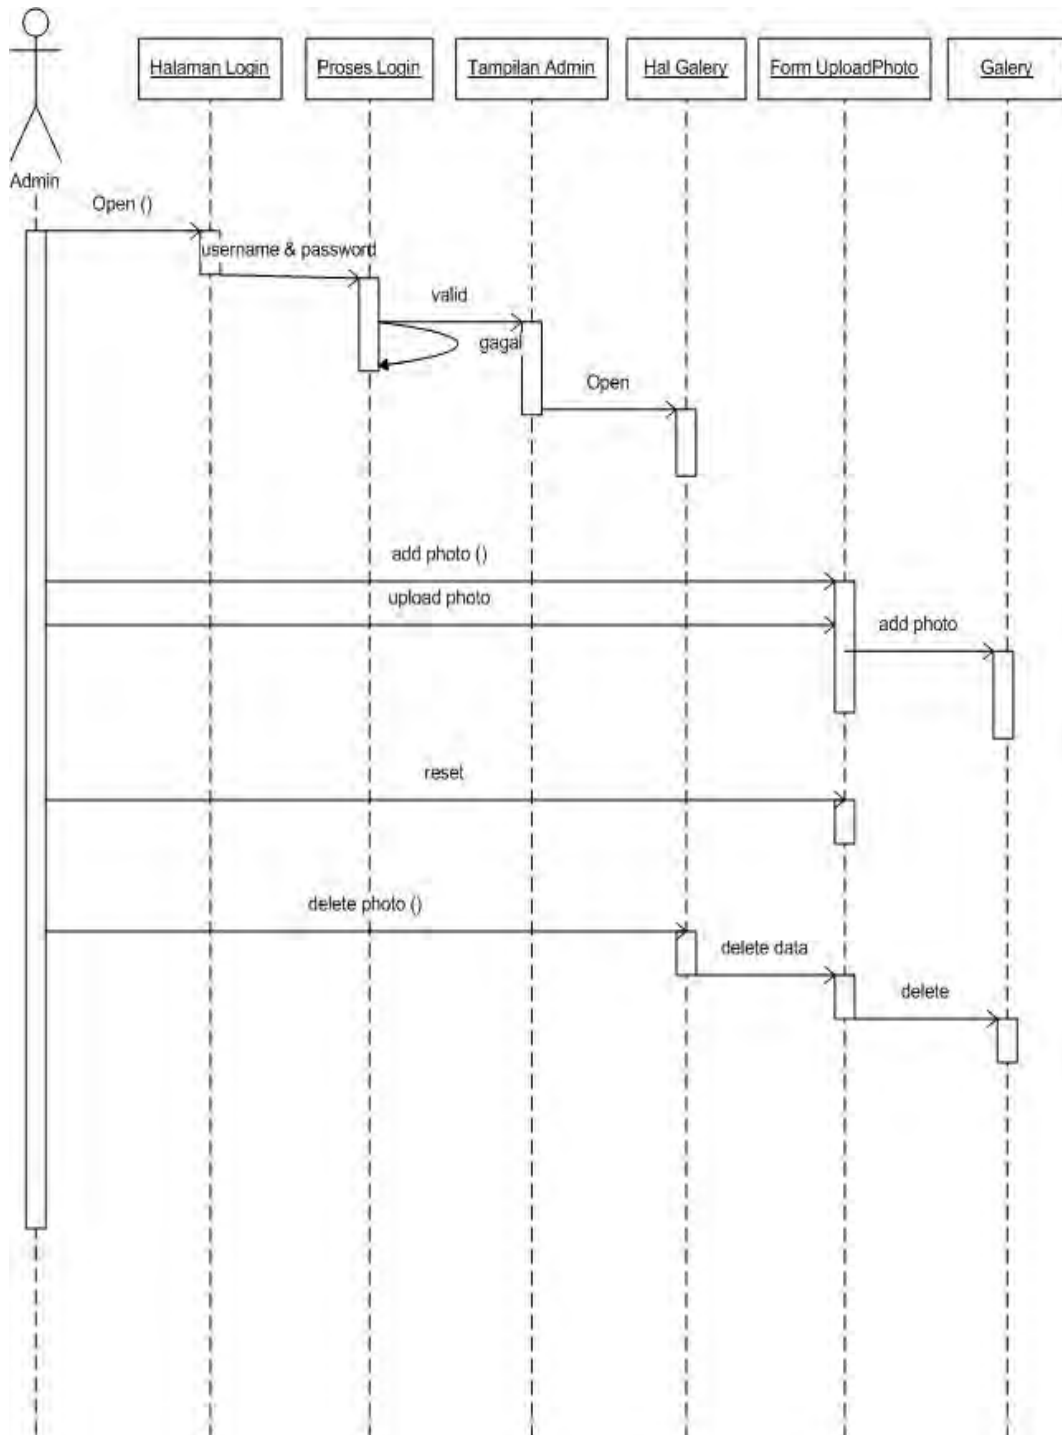 Halaman Login
Proses Login
Tampilan Admin
Hal Galery
Form UploadPhoto
Galery
Admin
Open ()
username & password
valid
gagal
Open
add photo ()
upload photo
add photo
reset
delete photo ()
delete data
delete